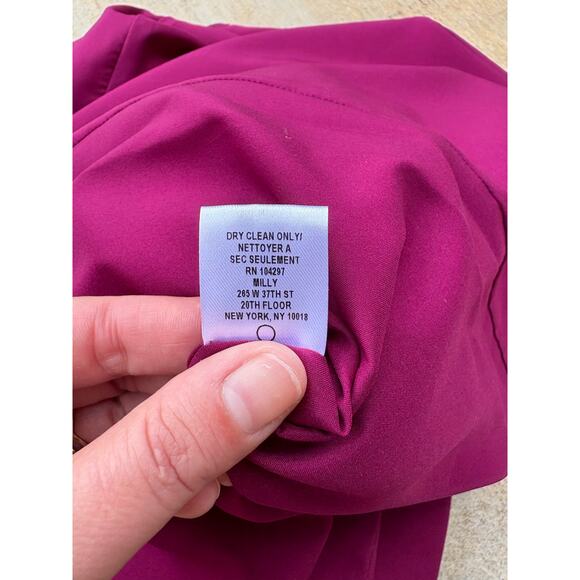 DRY CLEAN ONLY/
NETTOYER A
SEC SEULEMENT
RN 104297
MILLY
265 W 37TH ST
20TH FLOOR
NEW YORK, NY 10018